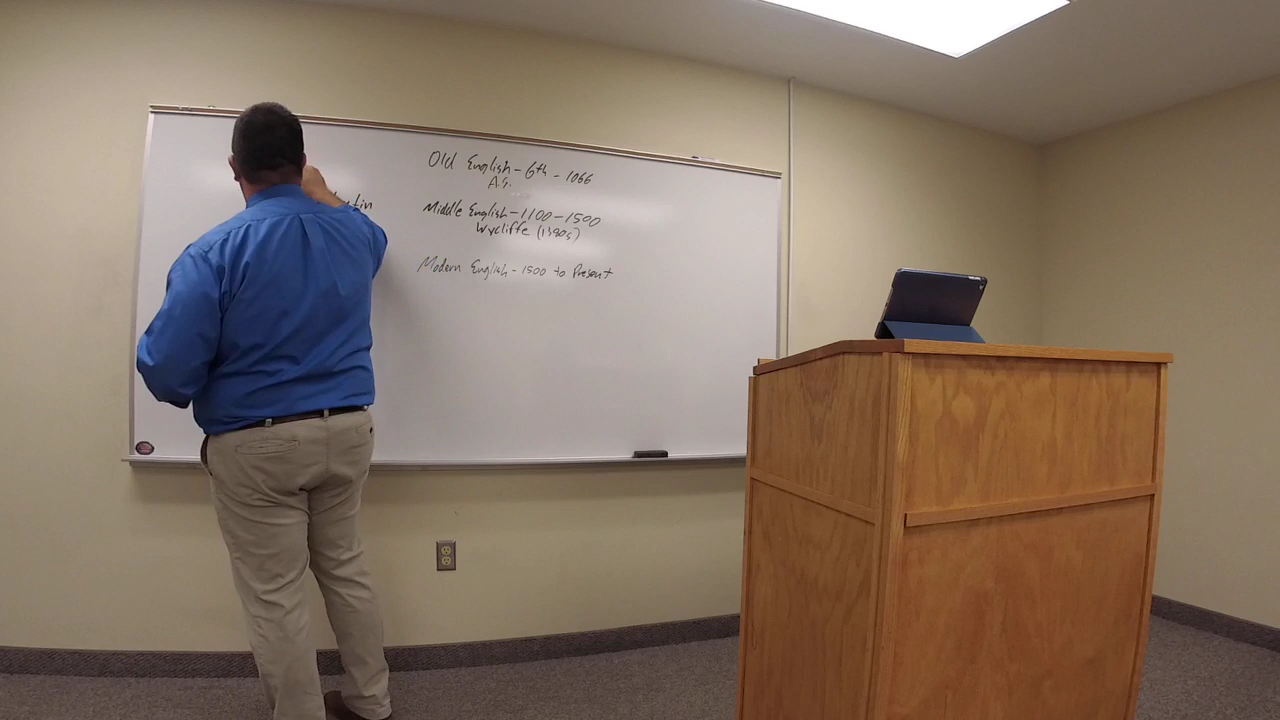 Old English - 6th - 1066
A.S.
Middle English - 1100 - 1500
Wycliffe (1380s)
Modern English - 1500 to Present